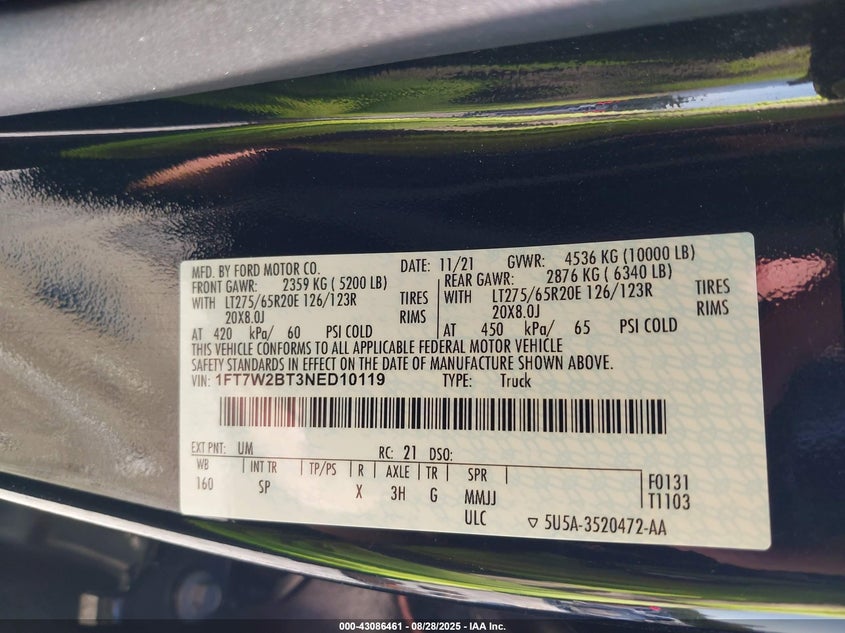 MFD. BY FORD MOTOR CO. DATE: 11/21 GVWR: 4536 KG (10000 LB)
FRONT GAWR: 2359 KG ( 5200 LB) REAR GAWR: 2876 KG ( 6340 LB)
WITH LT275/65R20E 126/123R TIRES WITH LT275/65R20E 126/123R TIRES
20X8.0J RIMS 20X8.0J RIMS
AT 420 kPa/ 60 PSI COLD AT 450 kPa/ 65 PSI COLD
THIS VEHICLE CONFORMS TO ALL APPLICABLE FEDERAL MOTOR VEHICLE
SAFETY STANDARDS IN EFFECT ON THE DATE OF MANUFACTURE SHOWN ABOVE.
VIN: 1FT7W2BT3NED10119 TYPE: Truck
EXT PNT: UM RC: 21 DSO:
WB INT TR TP/PS R AXLE TR SPR F0131
160 SP X 3H G MMJJ T1103
ULC ▽ 5U5A-3520472-AA
000-43086461 - 08/28/2025 - IAA Inc.